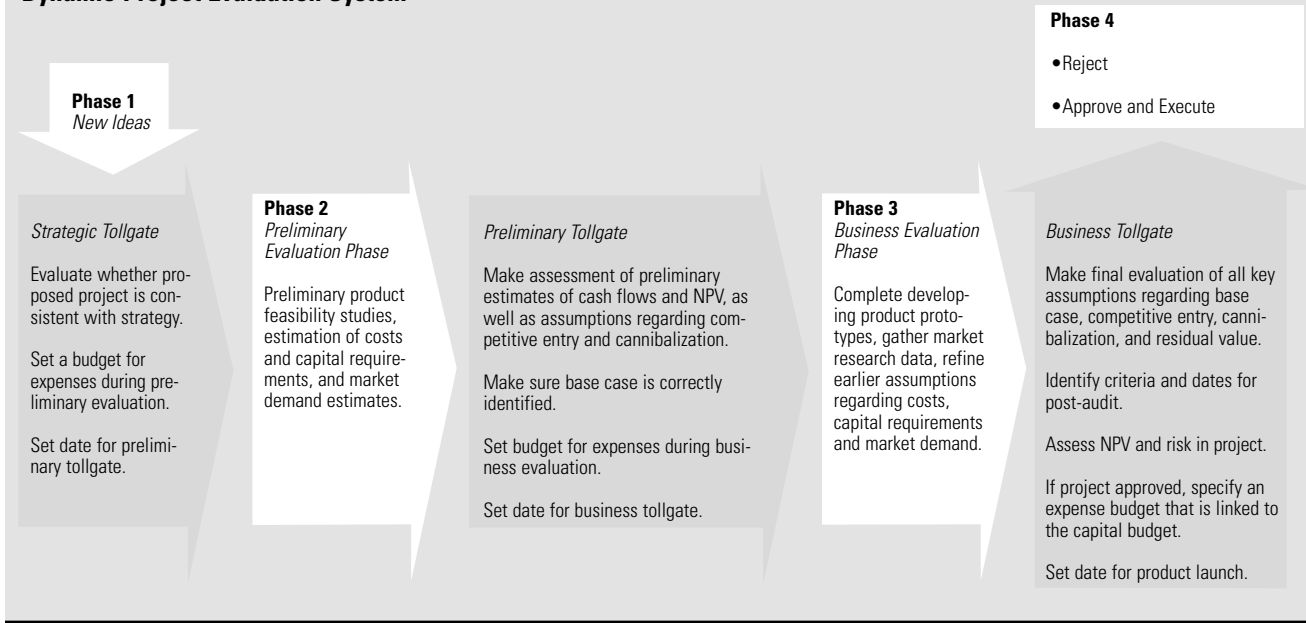 Dynamic Project Evaluation System
Phase 1
New Ideas
Strategic Tollgate
Evaluate whether pro-
posed project is con-
sistent with strategy.
Set a budget for
expenses during pre-
liminary evaluation.
Set date for prelimi-
nary tollgate.
Phase 2
Preliminary
Evaluation Phase
Preliminary product
feasibility studies,
estimation of costs
and capital require-
ments, and market
demand estimates.
Preliminary Tollgate
Make assessment of preliminary
estimates of cash flows and NPV, as
well as assumptions regarding com-
petitive entry and cannibalization.
Make sure base case is correctly
identified.
Set budget for expenses during busi-
ness evaluation.
Set date for business tollgate.
Phase 3
Business Evaluation
Phase
Complete develop-
ing product proto-
types, gather market
research data, refine
earlier assumptions
regarding costs,
capital requirements
and market demand.
Business Tollgate
Make final evaluation of all key
assumptions regarding base
case, competitive entry, canni-
balization, and residual value.
Identify criteria and dates for
post-audit.
Assess NPV and risk in project.
If project approved, specify an
expense budget that is linked to
the capital budget.
Set date for product launch.
Phase 4
•Reject
•Approve and Execute